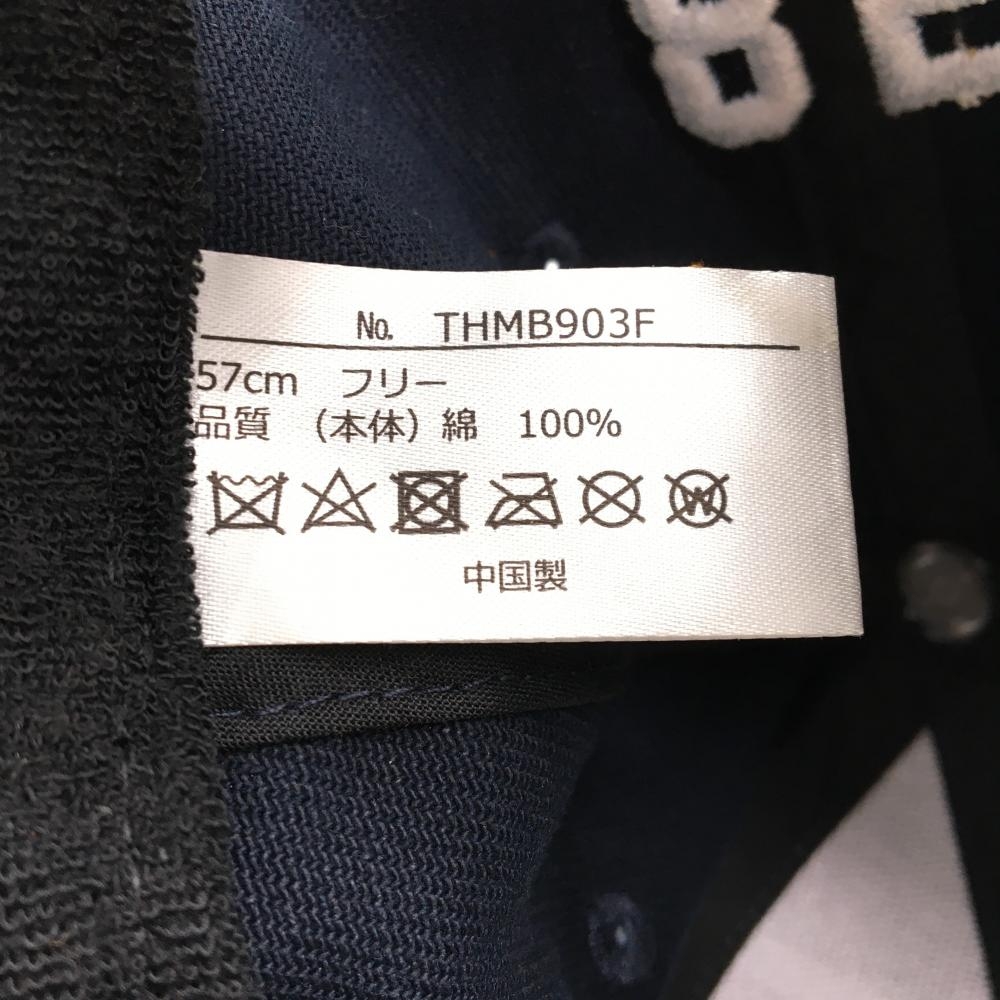 № THMB903F
57cm フリー
品質 （本体）綿 100%
中国製